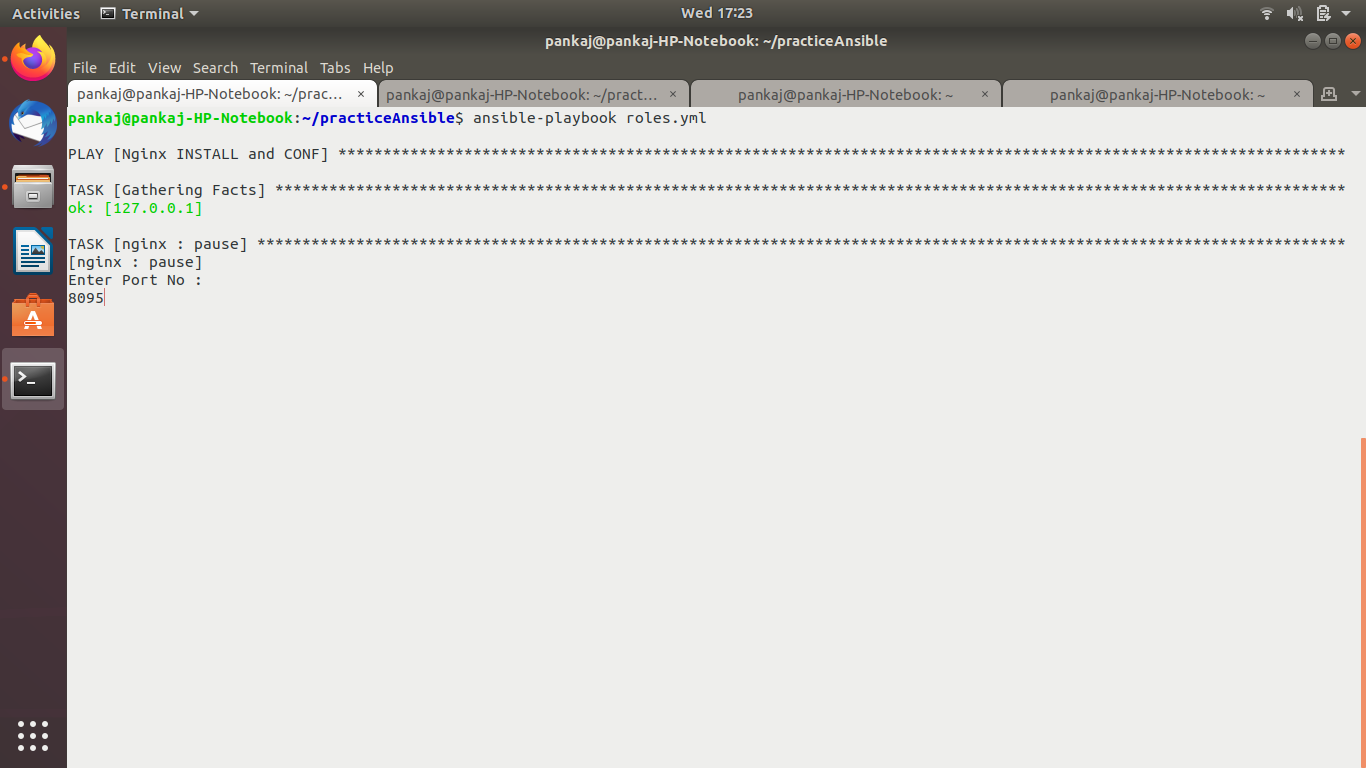 Activities Terminal Wed 17:23
pankaj@pankaj-HP-Notebook: ~/practiceAnsible
File Edit View Search Terminal Tabs Help
pankaj@pankaj-HP-Notebook: ~/prac... × pankaj@pankaj-HP-Notebook: ~/pract... × pankaj@pankaj-HP-Notebook: ~ × pankaj@pankaj-HP-Notebook: ~ ×
pankaj@pankaj-HP-Notebook:~/practiceAnsible$ ansible-playbook roles.yml
PLAY [Nginx INSTALL and CONF] ****************************************************************************************************************
TASK [Gathering Facts] ***********************************************************************************************************************
ok: [127.0.0.1]
TASK [nginx : pause] *************************************************************************************************************************
[nginx : pause]
Enter Port No :
8095